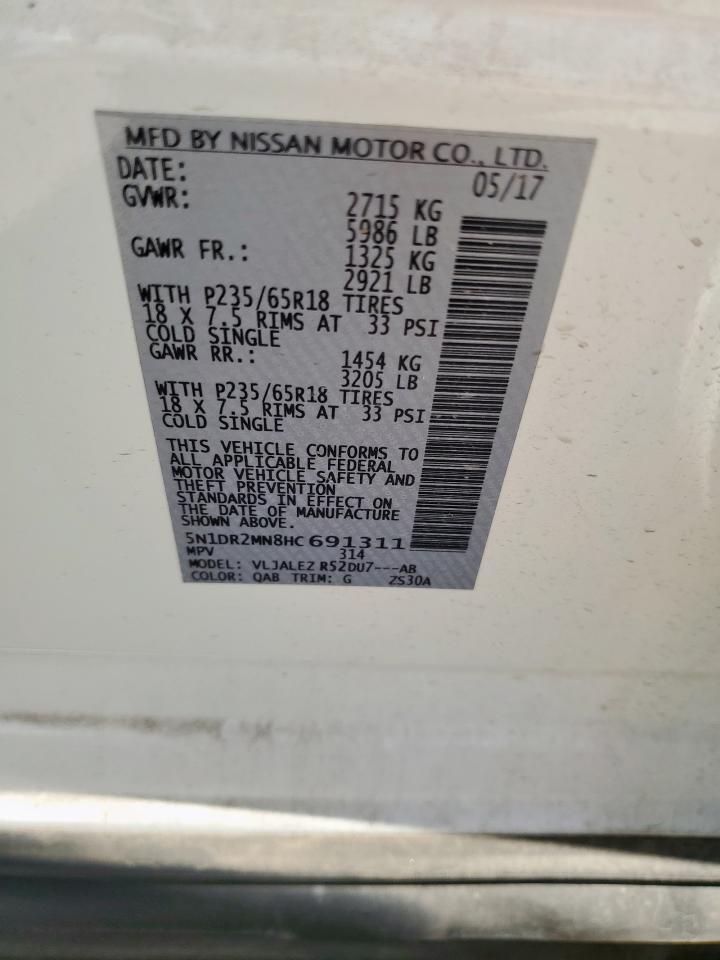 MFD BY NISSAN MOTOR CO., LTD.
DATE: 05/17
GVWR: 2715 KG
5986 LB
GAWR FR.: 1325 KG
2921 LB
WITH P235/65R18 TIRES
18 X 7.5 RIMS AT 33 PSI
COLD SINGLE
GAWR RR.: 1454 KG
3205 LB
WITH P235/65R18 TIRES
18 X 7.5 RIMS AT 33 PSI
COLD SINGLE
THIS VEHICLE CONFORMS TO
ALL APPLICABLE FEDERAL
MOTOR VEHICLE SAFETY AND
THEFT PREVENTION
STANDARDS IN EFFECT ON
THE DATE OF MANUFACTURE
SHOWN ABOVE.
5N1DR2MN8HC691311
MPV 314
MODEL: VLJALEZ R52DU7---AB
COLOR: QAB TRIM: G ZS30A